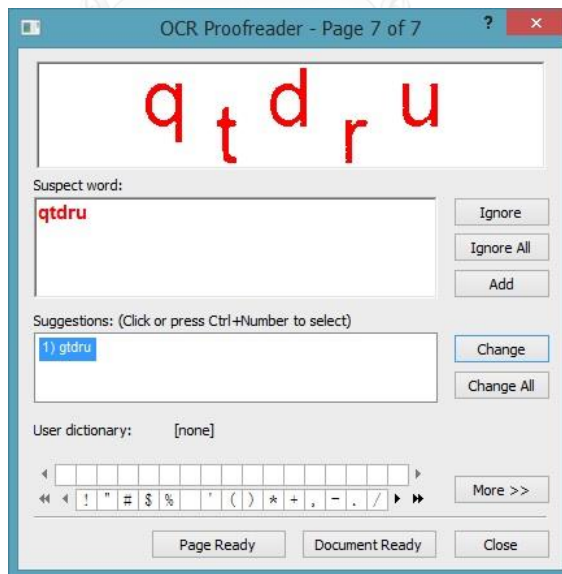 OCR Proofreader - Page 7 of 7 ? ×
q t d r u
Suspect word:
qtdru
Ignore
Ignore All
Add
Suggestions: (Click or press Ctrl+Number to select)
1) gtdru
Change
Change All
User dictionary: [none]
! " # $ % ' ( ) * + , - . /
More >>
Page Ready Document Ready Close